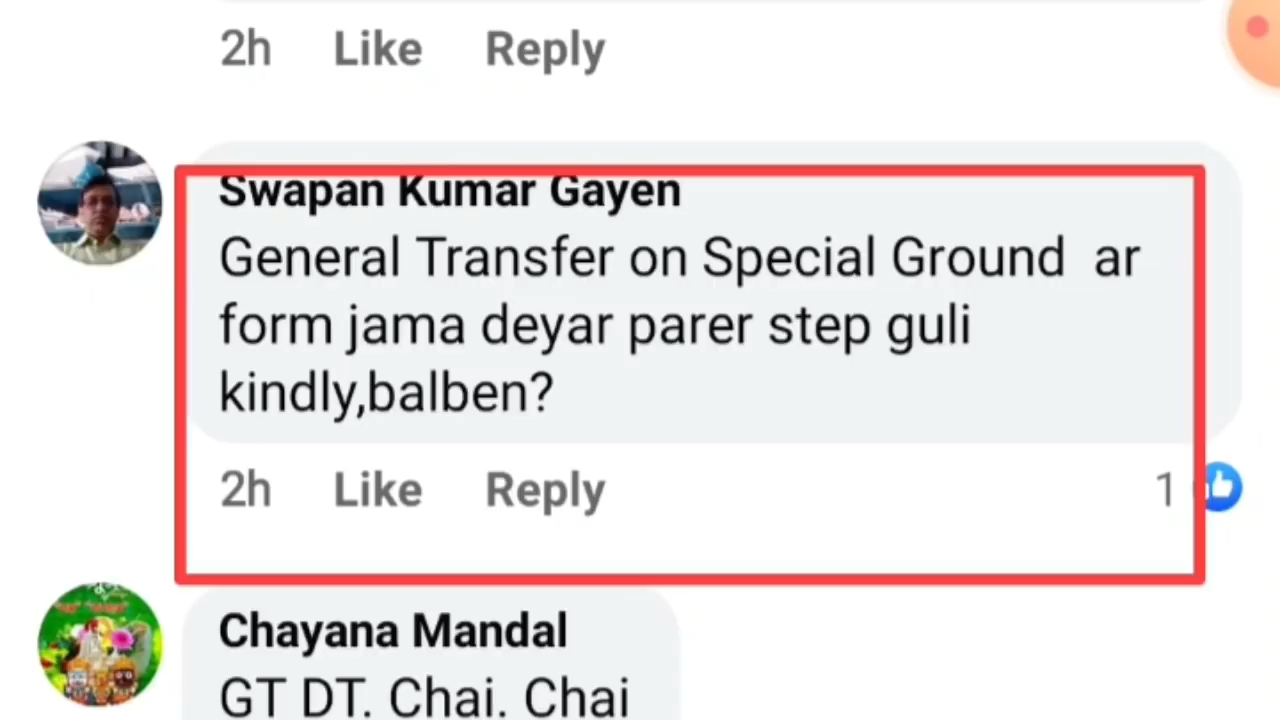 2h Like Reply
Swapan Kumar Gayen
General Transfer on Special Ground ar
form jama deyar parer step guli
kindly,balben?
2h Like Reply 1
Chayana Mandal
GT DT. Chai. Chai